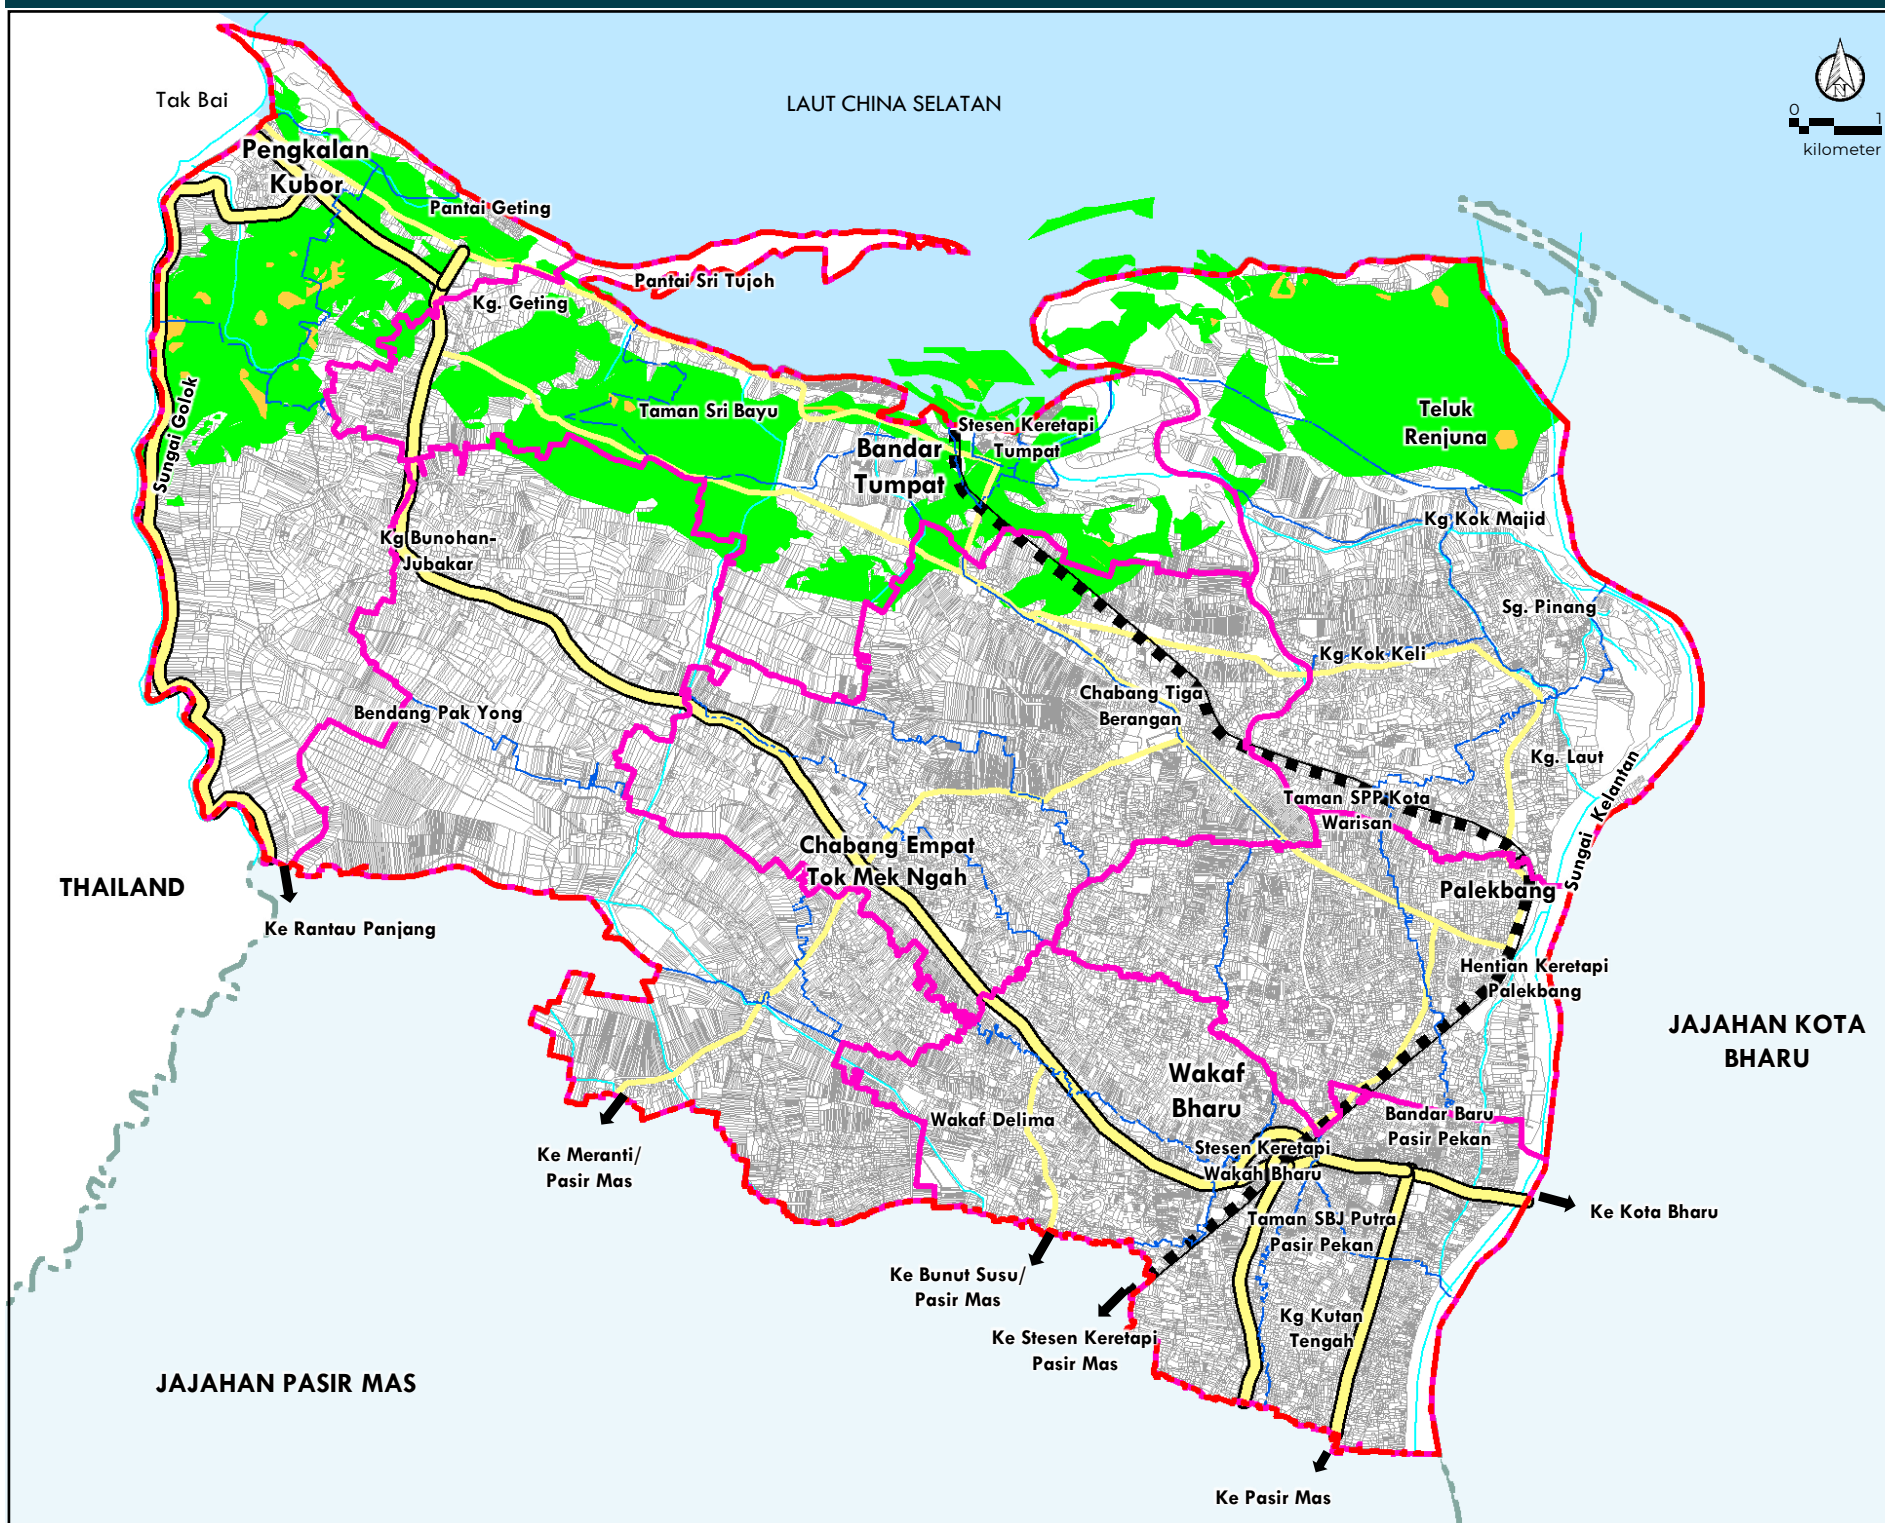 Tak Bai
LAUT CHINA SELATAN
N
0 1
kilometer
Pengkalan
Kubor
Pantai Geting
Pantai Sri Tujoh
Kg. Geting
Sungai Golok
Taman Sri Bayu
Teluk
Renjuna
Stesen Keretapi
Tumpat
Bandar
Tumpat
Kg Kok Majid
Kg Bunohan-
Jubakar
Sg. Pinang
Kg Kok Keli
Chabang Tiga
Berangan
Bendang Pak Yong
Kg. Laut
Sungai Kelantan
Taman SPP Kota
Warisan
Chabang Empat
Tok Mek Ngah
THAILAND
Palekbang
Ke Rantau Panjang
Hentian Keretapi
Palekbang
JAJAHAN KOTA
BHARU
Wakaf
Bharu
Wakaf Delima
Bandar Baru
Pasir Pekan
Ke Meranti/
Pasir Mas
Stesen Keretapi
Wakah Bharu
Ke Kota Bharu
Taman SBJ Putra
Pasir Pekan
Ke Bunut Susu/
Pasir Mas
Kg Kutan
Tengah
Ke Stesen Keretapi
Pasir Mas
JAJAHAN PASIR MAS
Ke Pasir Mas